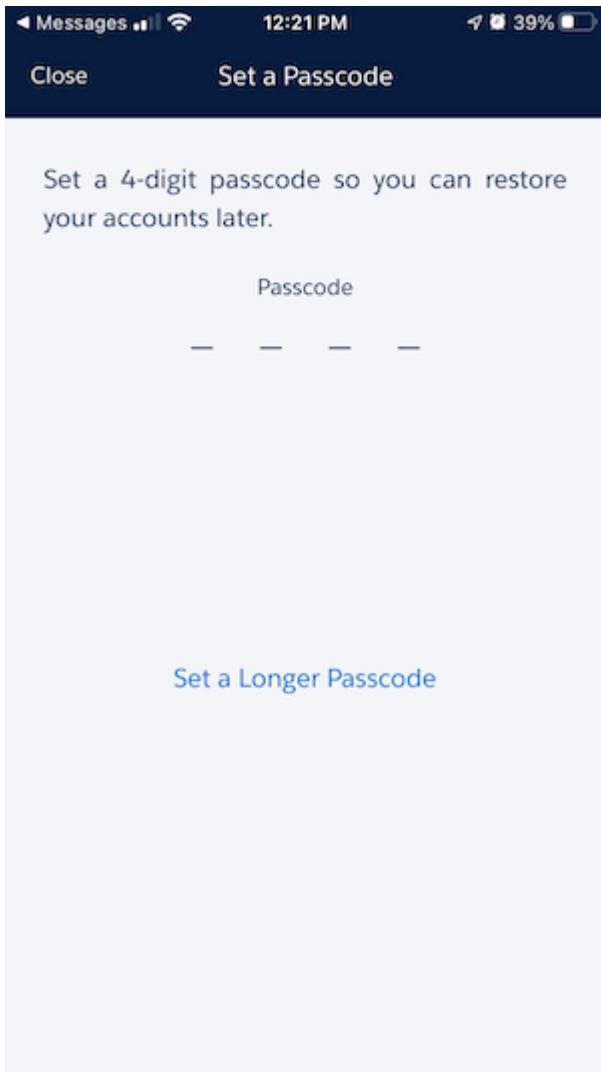 Messages 12:21 PM 39%
Close Set a Passcode
Set a 4-digit passcode so you can restore
your accounts later.
Passcode
Set a Longer Passcode